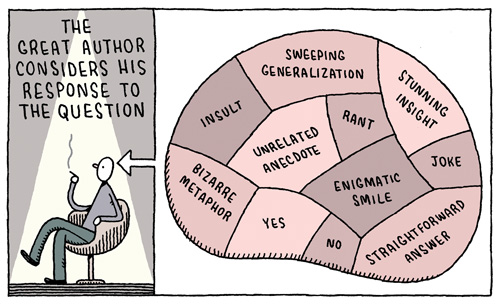 THE
GREAT AUTHOR
CONSIDERS HIS
RESPONSE TO
THE QUESTION
SWEEPING
GENERALIZATION
STUNNING
INSIGHT
INSULT
RANT
UNRELATED
ANECDOTE
JOKE
BIZARRE
METAPHOR
ENIGMATIC
SMILE
YES
NO
STRAIGHTFORWARD
ANSWER